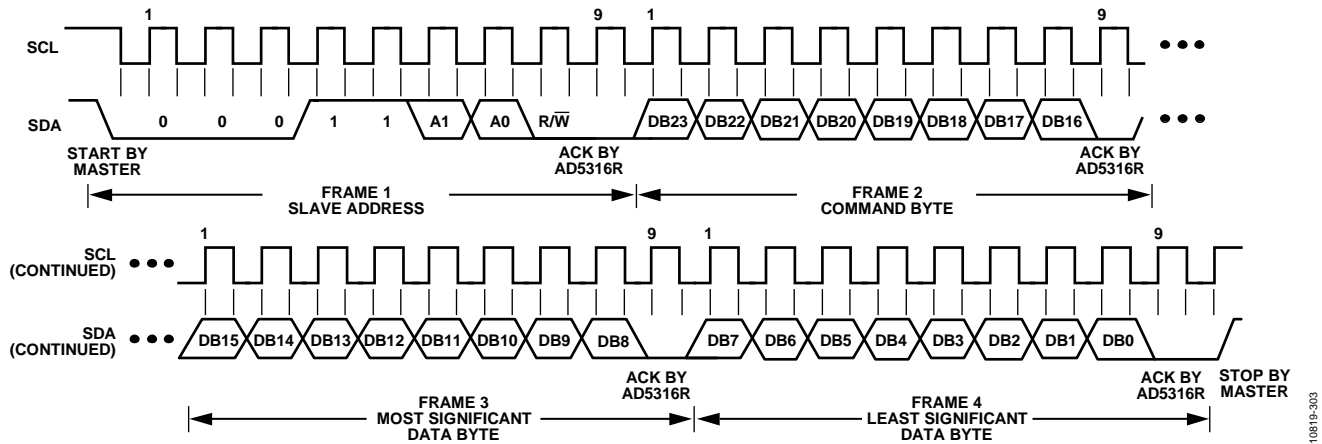 1 9 1 9
SCL
SDA
0 0 0 1 1 A1 A0 R/W̅ DB23 DB22 DB21 DB20 DB19 DB18 DB17 DB16
START BY
MASTER
ACK BY
AD5316R
ACK BY
AD5316R
FRAME 1
SLAVE ADDRESS
FRAME 2
COMMAND BYTE
1 9 1 9
SCL
(CONTINUED)
SDA
(CONTINUED)
DB15 DB14 DB13 DB12 DB11 DB10 DB9 DB8 DB7 DB6 DB5 DB4 DB3 DB2 DB1 DB0
ACK BY
AD5316R
ACK BY
AD5316R
STOP BY
MASTER
FRAME 3
MOST SIGNIFICANT
DATA BYTE
FRAME 4
LEAST SIGNIFICANT
DATA BYTE
10819-303